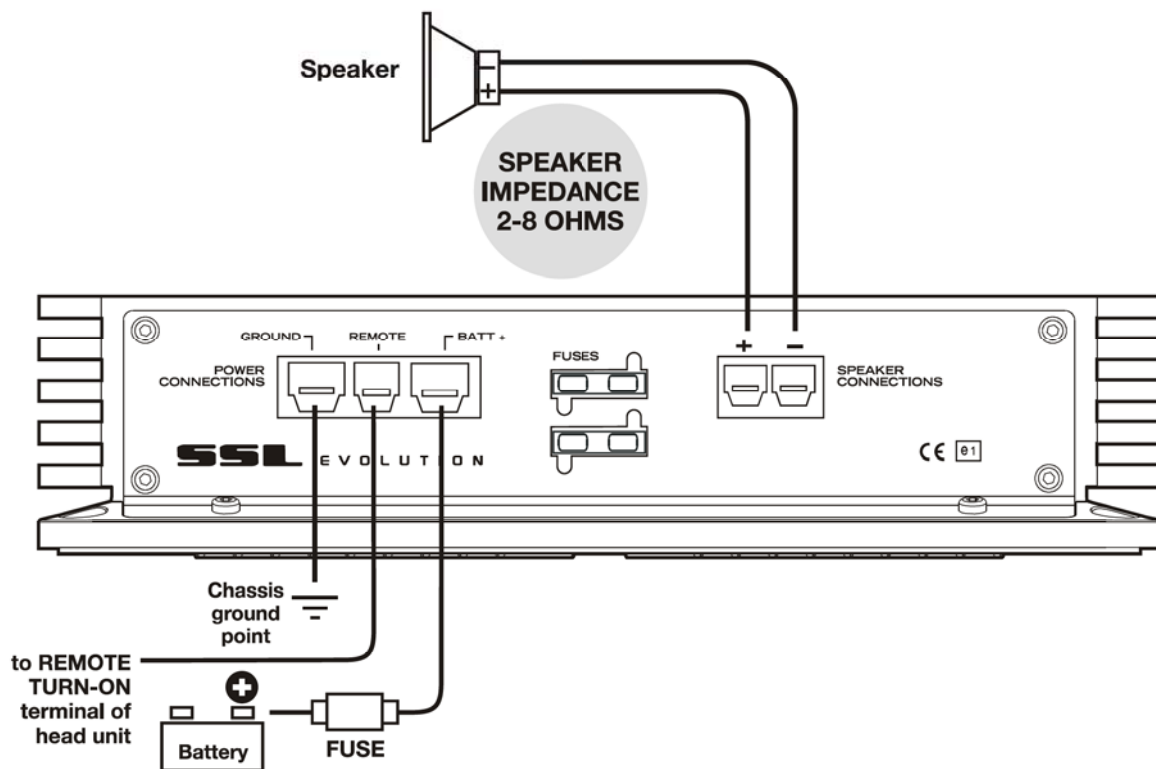 Speaker
−
+
SPEAKER
IMPEDANCE
2-8 OHMS
GROUND
REMOTE
BATT +
POWER
CONNECTIONS
FUSES
+
−
SPEAKER
CONNECTIONS
SSL EVOLUTION
CE e1
Chassis
ground
point
to REMOTE
TURN-ON
terminal of
head unit
+
Battery
FUSE